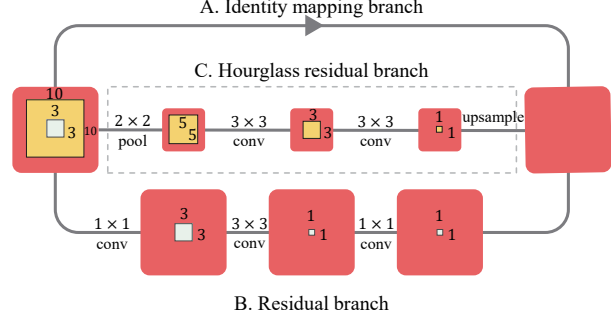 A. Identity mapping branch
C. Hourglass residual branch
10
3
3
10
2 × 2
pool
5
5
3 × 3
conv
3
3
3 × 3
conv
1
1
upsample
1 × 1
conv
3
3
3 × 3
conv
1
1
1 × 1
conv
1
1
B. Residual branch